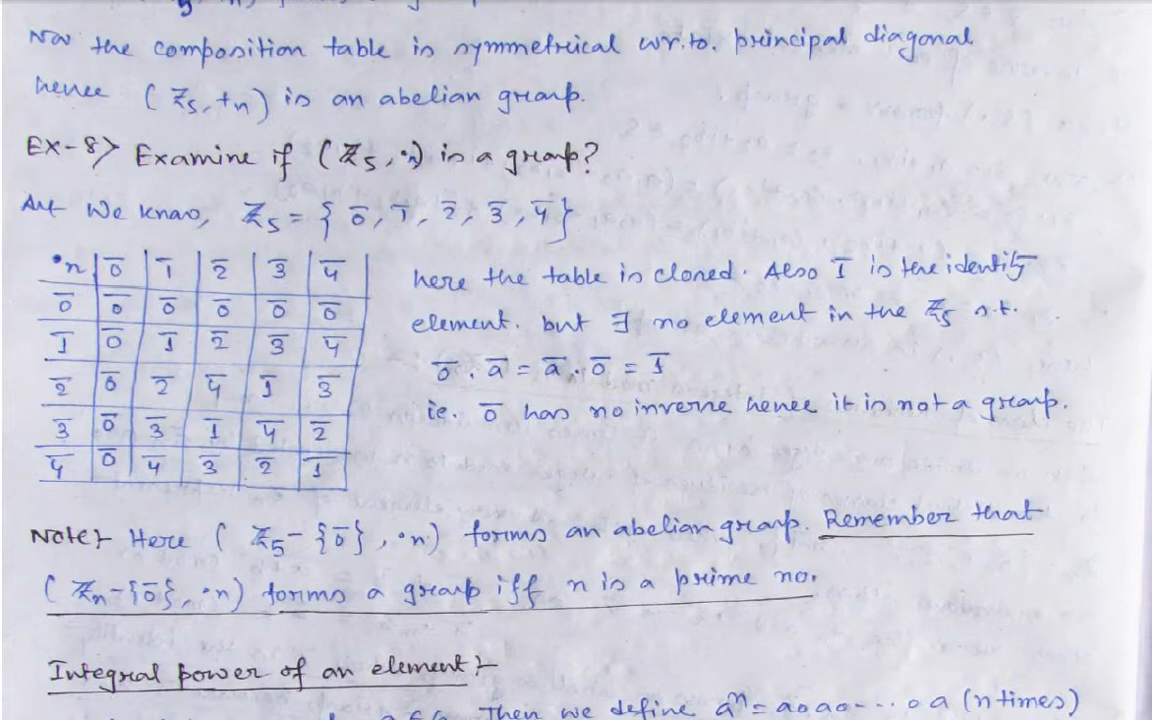 Now the composition table is symmetrical w.r.to. principal diagonal
hence (ℤ₅, +n) is an abelian group.
EX-8> Examine if (ℤ₅, ·n) is a group?
Ans We know, ℤ₅ = { 0̅, 1̅, 2̅, 3̅, 4̅ }
·n 0̅ 1̅ 2̅ 3̅ 4̅
0̅ 0̅ 0̅ 0̅ 0̅ 0̅
1̅ 0̅ 1̅ 2̅ 3̅ 4̅
2̅ 0̅ 2̅ 4̅ 1̅ 3̅
3̅ 0̅ 3̅ 1̅ 4̅ 2̅
4̅ 0̅ 4̅ 3̅ 2̅ 1̅
here the table is closed. Also 1̅ is the identity
element. but ∃ no element in the ℤ₅ s.t.
0̅ . a̅ = a̅ . 0̅ = 1̅
ie. 0̅ has no inverse hence it is not a group.
Note:- Here ( ℤ₅ - {0̅}, ·n) forms an abelian group. Remember that
( ℤn - {0̅}, ·n) forms a group iff n is a prime no.
Integral power of an element:-
Then we define aⁿ = a o a o - - . . o a (n times)